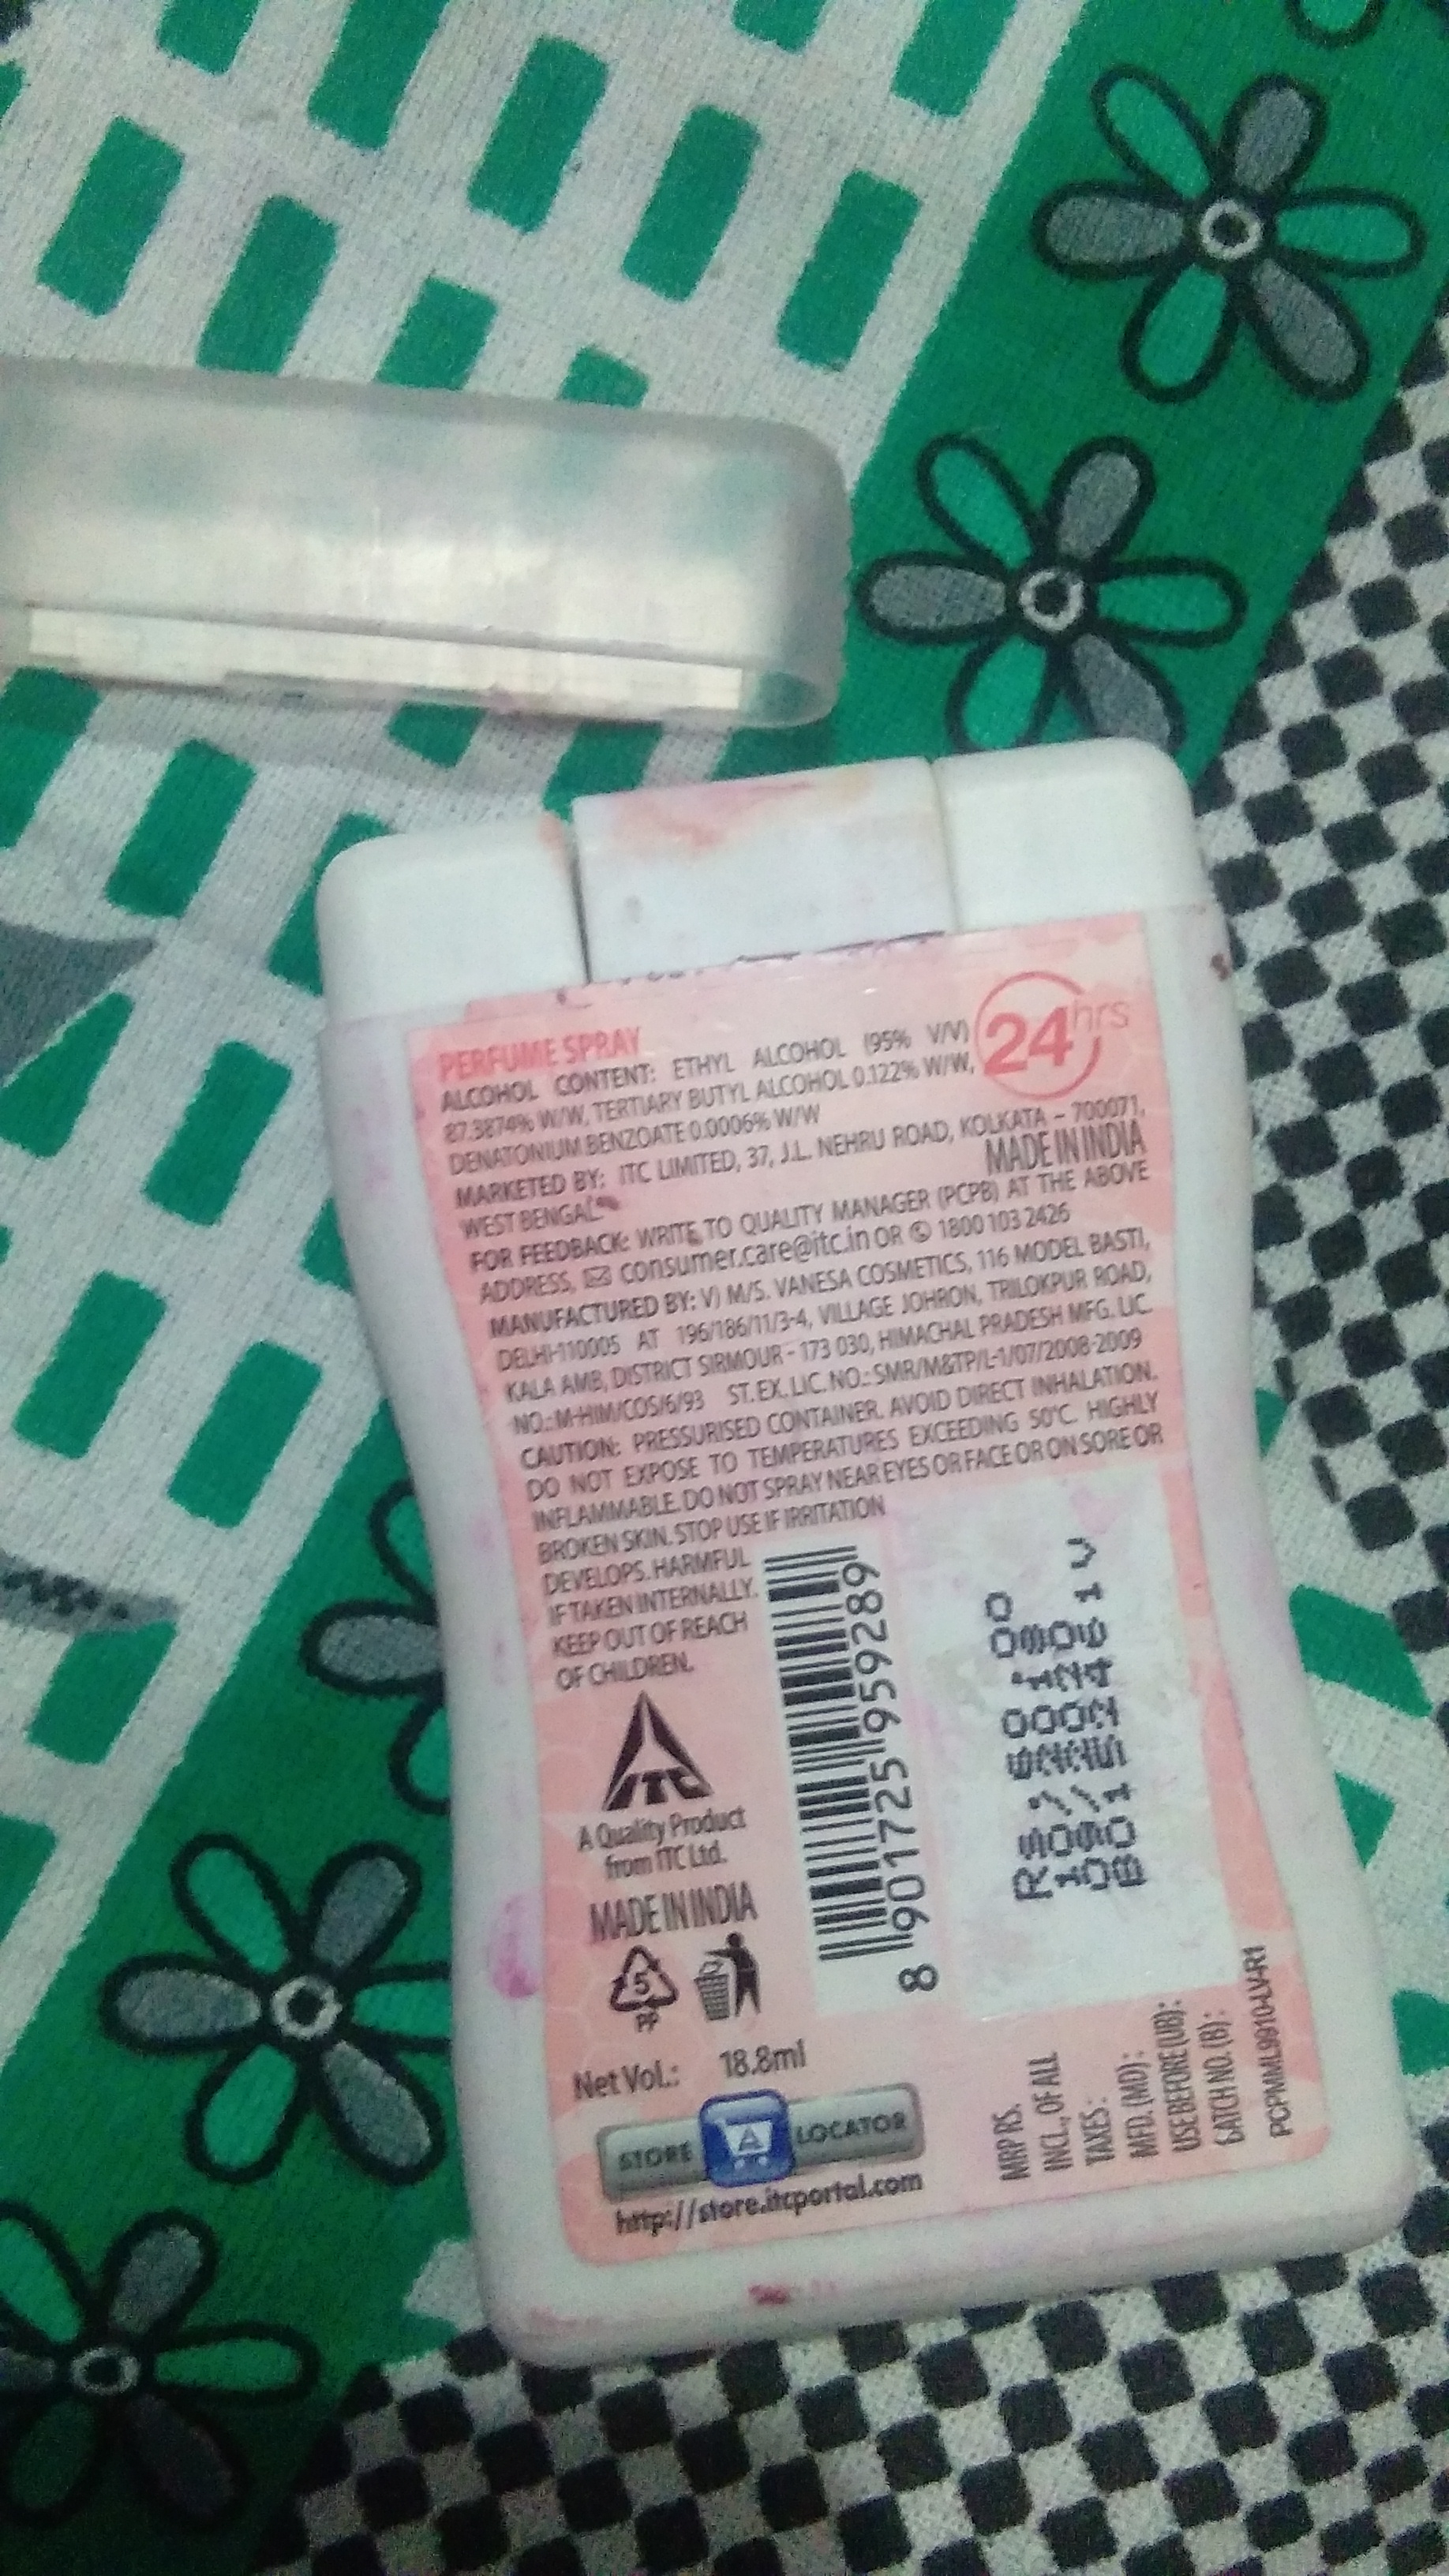 PERFUME SPRAY
ALCOHOL CONTENT: ETHYL ALCOHOL (95% V/V)
87.3874% W/W, TERTIARY BUTYL ALCOHOL 0.122% W/W,
DENATONIUM BENZOATE 0.0006% W/W
24hrs
MARKETED BY: ITC LIMITED, 37, J.L. NEHRU ROAD, KOLKATA - 700071,
WEST BENGAL
MADE IN INDIA
FOR FEEDBACK: WRITE TO QUALITY MANAGER (PCPB) AT THE ABOVE
ADDRESS, consumer.care@itc.in OR 1800 103 2426
MANUFACTURED BY: V) M/S. VANESA COSMETICS, 116 MODEL BASTI,
DELHI-110005 AT 196/186/11/3-4, VILLAGE JOHRON, TRILOKPUR ROAD,
KALA AMB, DISTRICT SIRMOUR - 173 030, HIMACHAL PRADESH MFG. LIC.
NO.: M-HIM/COS/6/93 ST. EX. LIC. NO.: SMR/M&TP/L-1/07/2008-2009
CAUTION: PRESSURISED CONTAINER. AVOID DIRECT INHALATION.
DO NOT EXPOSE TO TEMPERATURES EXCEEDING 50°C. HIGHLY
INFLAMMABLE. DO NOT SPRAY NEAR EYES OR FACE OR ON SORE OR
BROKEN SKIN. STOP USE IF IRRITATION
DEVELOPS. HARMFUL
IF TAKEN INTERNALLY.
KEEP OUT OF REACH
OF CHILDREN.
ITC
A Quality Product
from ITC Ltd.
MADE IN INDIA
5
PP
Net Vol.: 18.8ml
STORE LOCATOR
http://store.itcportal.com
8 901725 959289
MRP RS.
INCL., OF ALL
TAXES :
MFD. (MD) :
USE BEFORE (UB) :
BATCH NO. (B) :
PCPMML9910-LV-R1